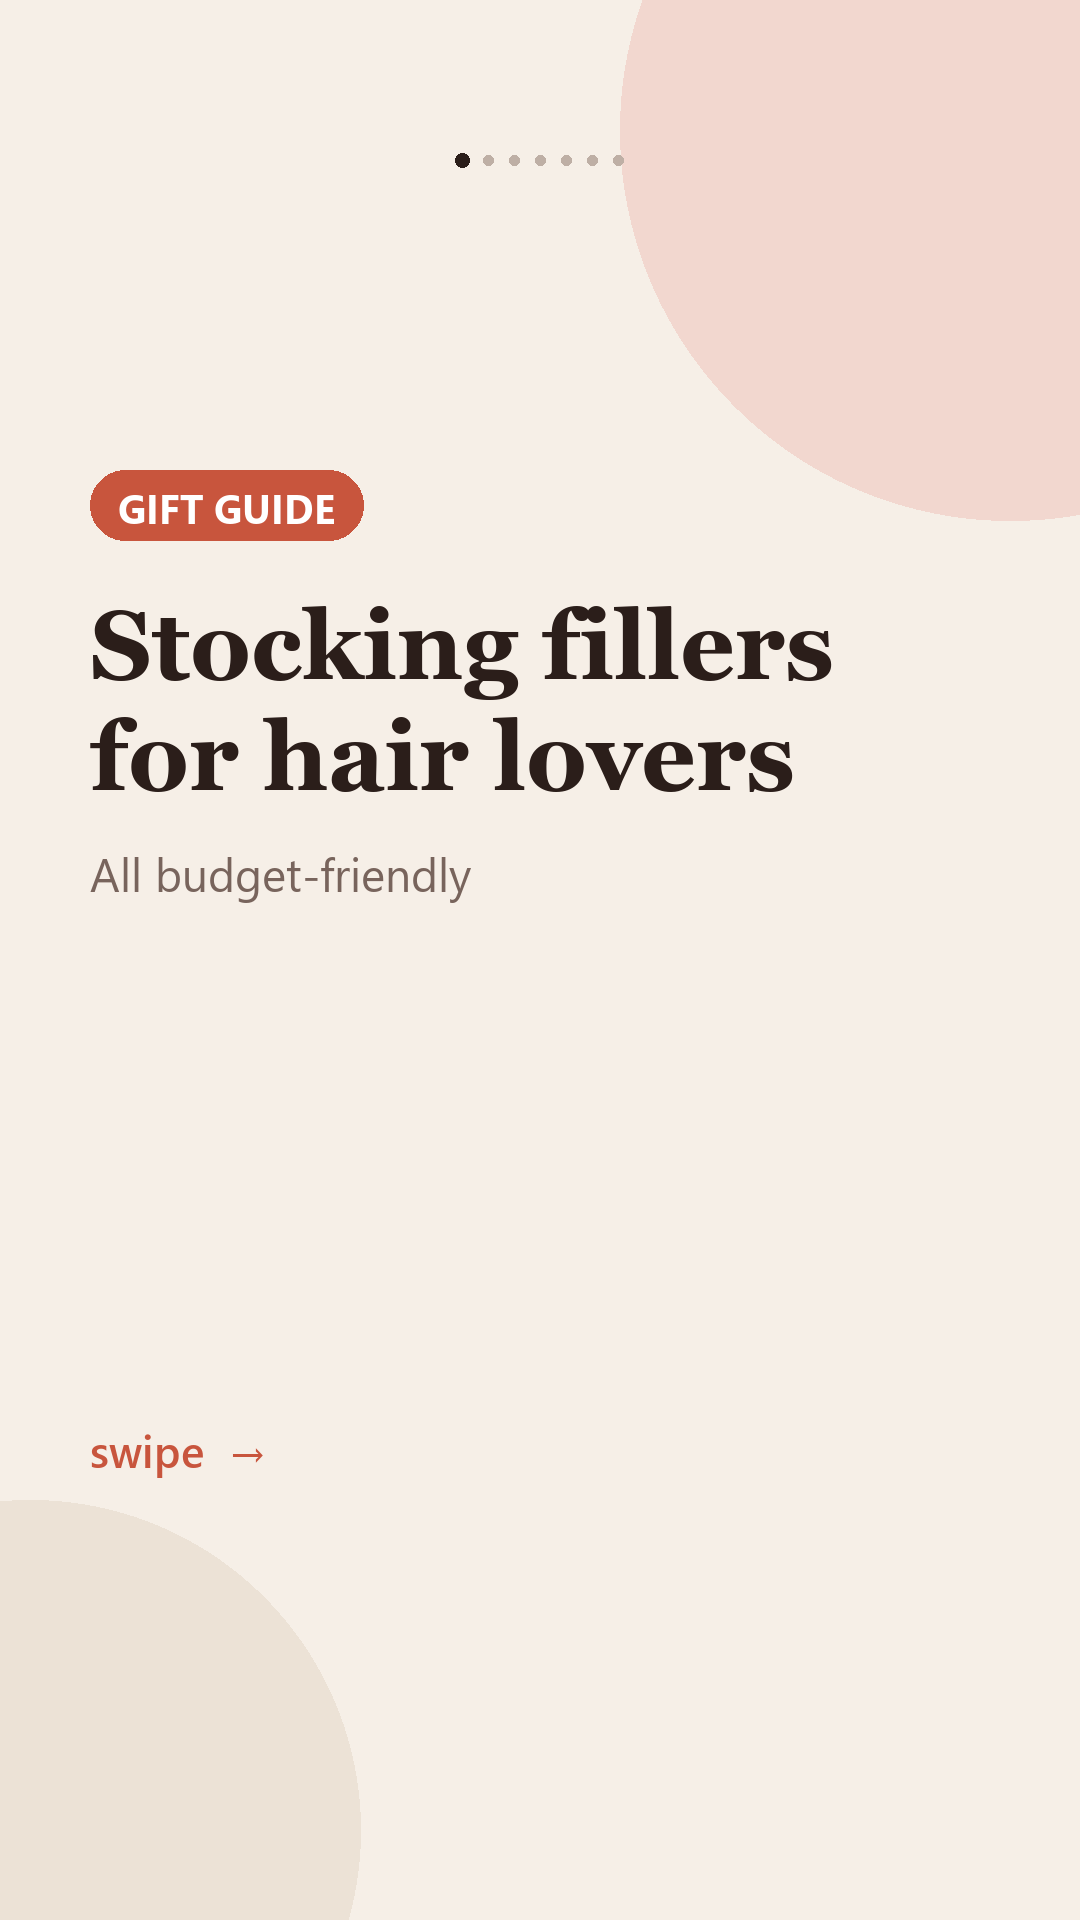 GIFT GUIDE
Stocking fillers
for hair lovers
All budget-friendly
swipe →